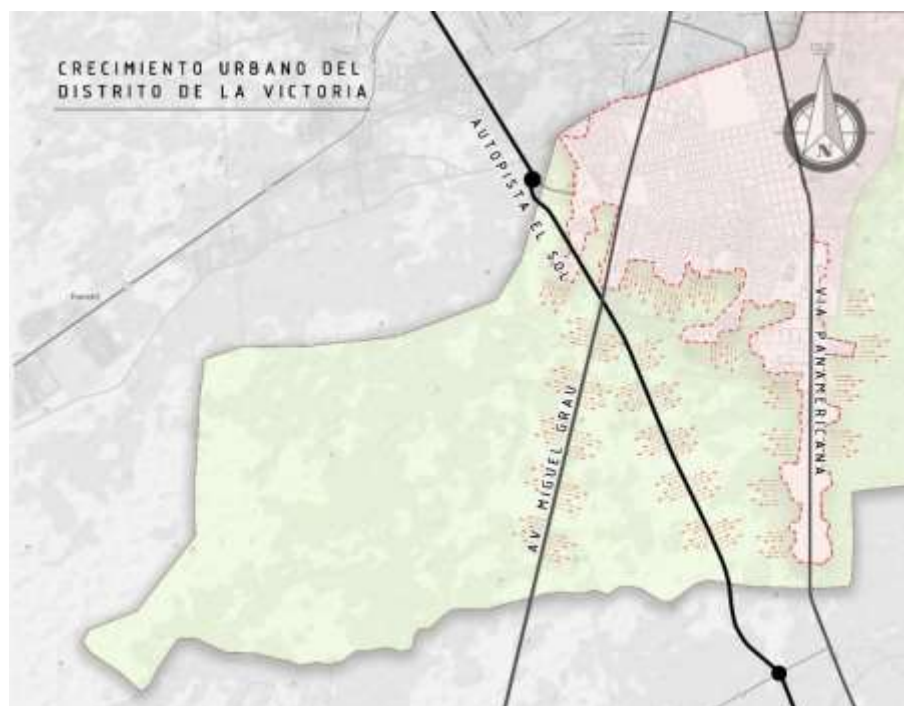 CRECIMIENTO URBANO DEL
DISTRITO DE LA VICTORIA
AUTOPISTA EL SOL
N
VIA PANAMERICANA
AV. MIGUEL GRAU